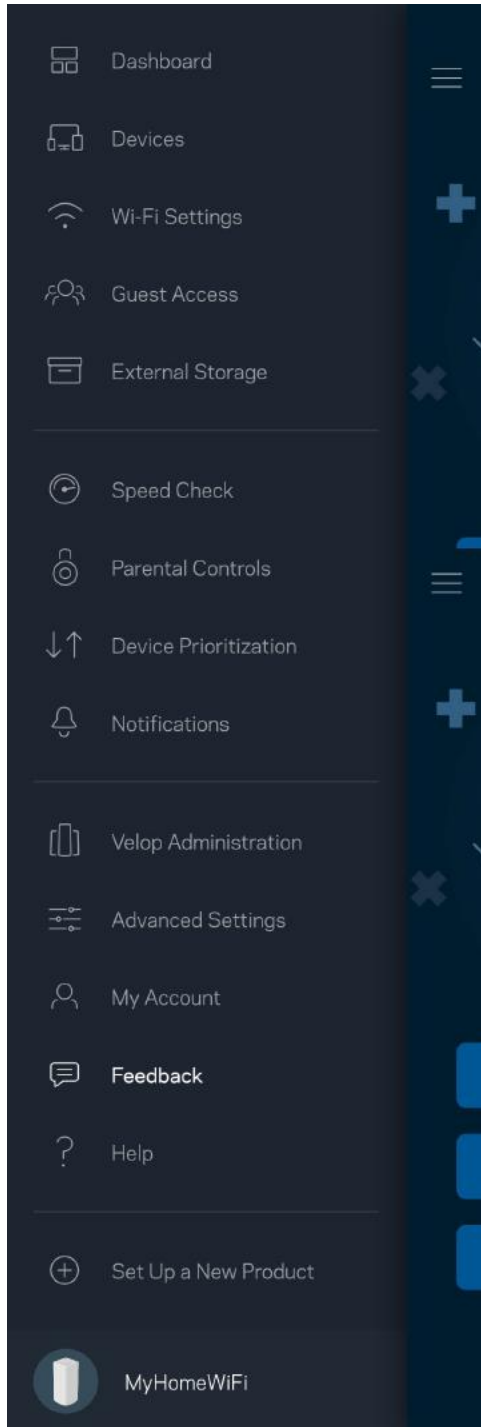 Dashboard
Devices
Wi-Fi Settings
Guest Access
External Storage
Speed Check
Parental Controls
Device Prioritization
Notifications
Velop Administration
Advanced Settings
My Account
Feedback
Help
Set Up a New Product
MyHomeWiFi